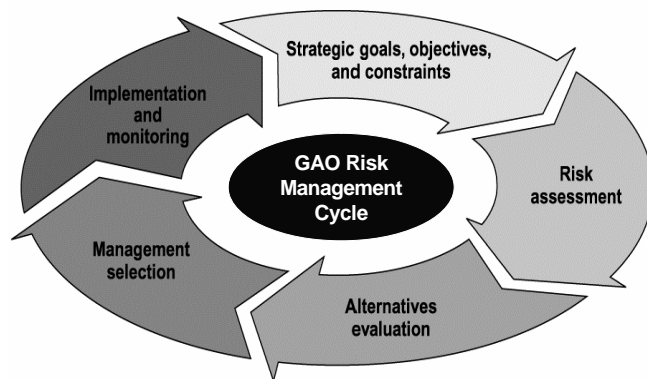 Strategic goals, objectives,
and constraints
Risk
assessment
Alternatives
evaluation
Management
selection
Implementation
and
monitoring
GAO Risk
Management
Cycle